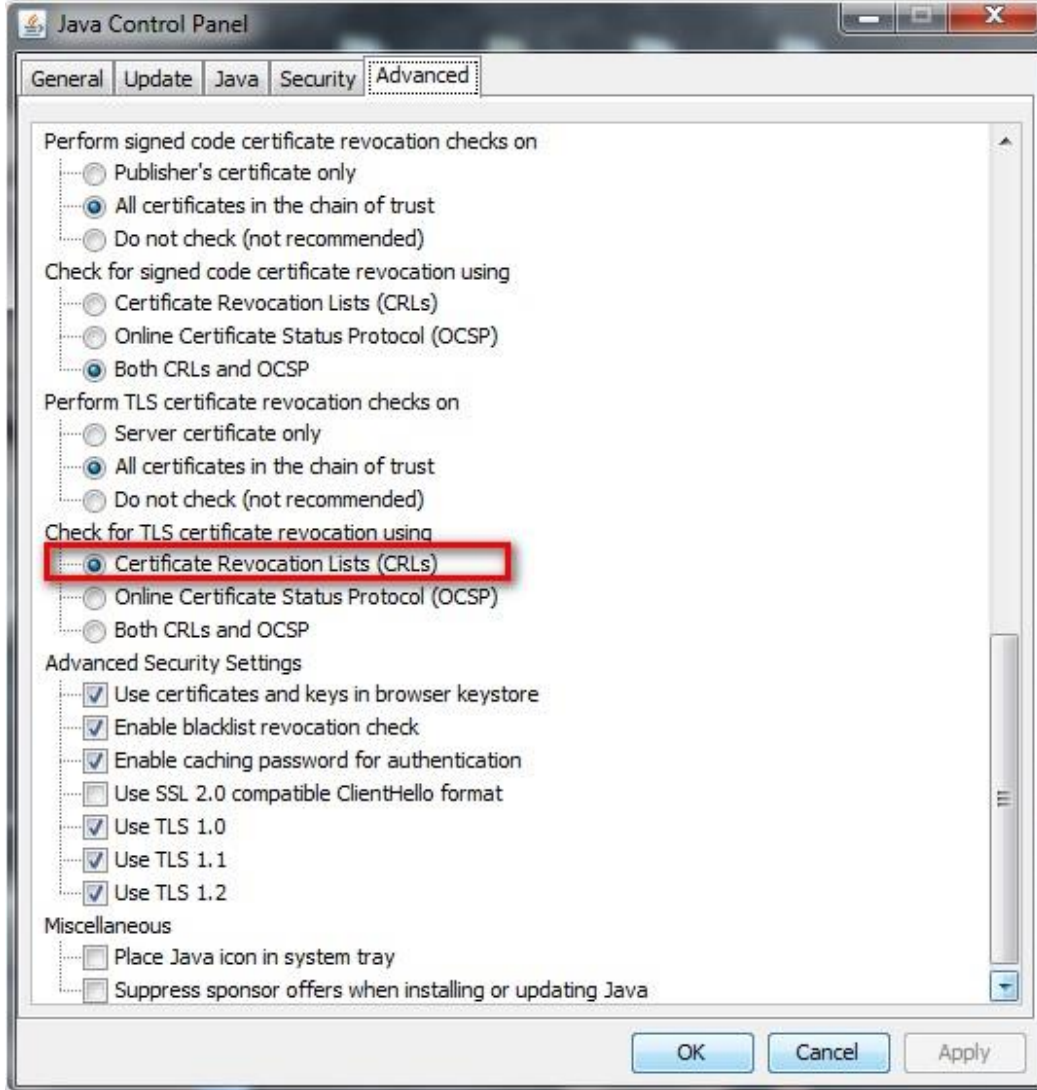 Java Control Panel
General Update Java Security Advanced
Perform signed code certificate revocation checks on
Publisher's certificate only
All certificates in the chain of trust
Do not check (not recommended)
Check for signed code certificate revocation using
Certificate Revocation Lists (CRLs)
Online Certificate Status Protocol (OCSP)
Both CRLs and OCSP
Perform TLS certificate revocation checks on
Server certificate only
All certificates in the chain of trust
Do not check (not recommended)
Check for TLS certificate revocation using
Certificate Revocation Lists (CRLs)
Online Certificate Status Protocol (OCSP)
Both CRLs and OCSP
Advanced Security Settings
Use certificates and keys in browser keystore
Enable blacklist revocation check
Enable caching password for authentication
Use SSL 2.0 compatible ClientHello format
Use TLS 1.0
Use TLS 1.1
Use TLS 1.2
Miscellaneous
Place Java icon in system tray
Suppress sponsor offers when installing or updating Java
OK Cancel Apply